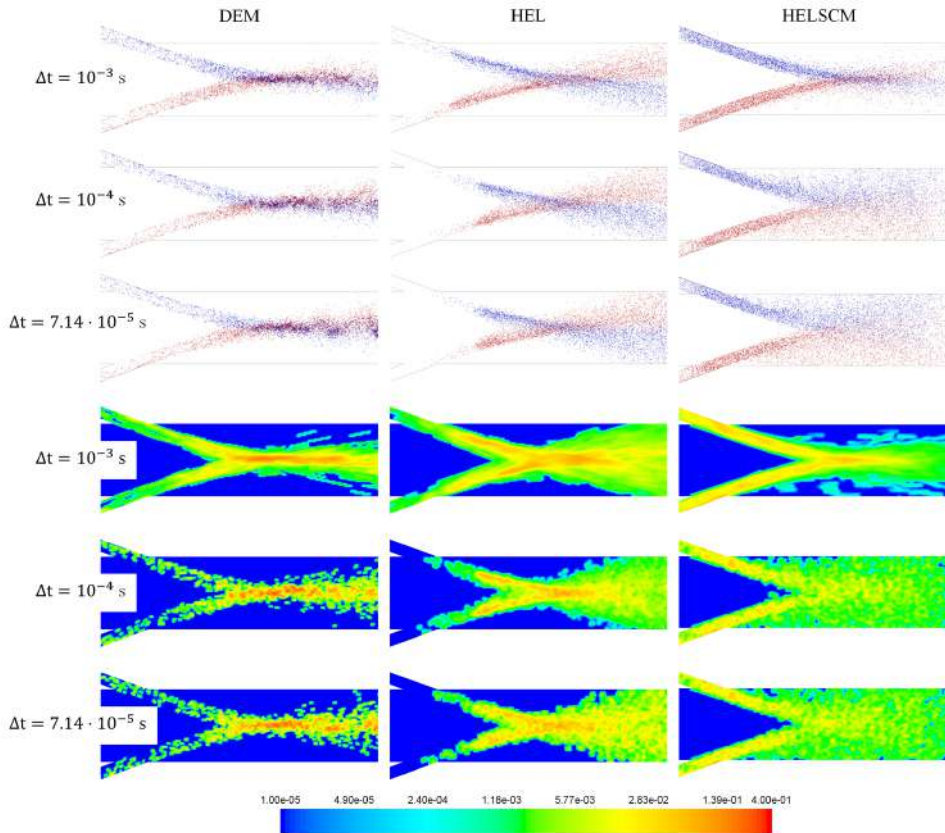 DEM HEL HELSCM
Δt = 10⁻³ s
Δt = 10⁻⁴ s
Δt = 7.14 · 10⁻⁵ s
Δt = 10⁻³ s
Δt = 10⁻⁴ s
Δt = 7.14 · 10⁻⁵ s
1.00e-05 4.90e-05 2.40e-04 1.18e-03 5.77e-03 2.83e-02 1.39e-01 4.00e-01